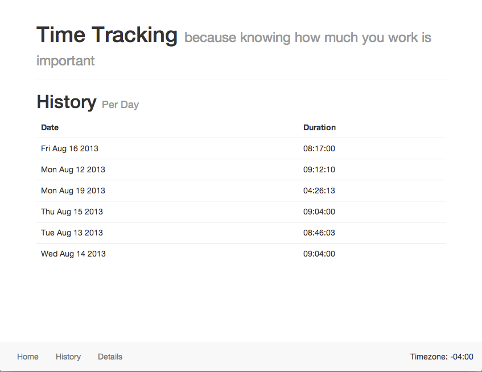 Time Tracking because knowing how much you work is
important
History Per Day
Date Duration
Fri Aug 16 2013 08:17:00
Mon Aug 12 2013 09:12:10
Mon Aug 19 2013 04:26:13
Thu Aug 15 2013 09:04:00
Tue Aug 13 2013 08:46:03
Wed Aug 14 2013 09:04:00
Home History Details Timezone: -04:00